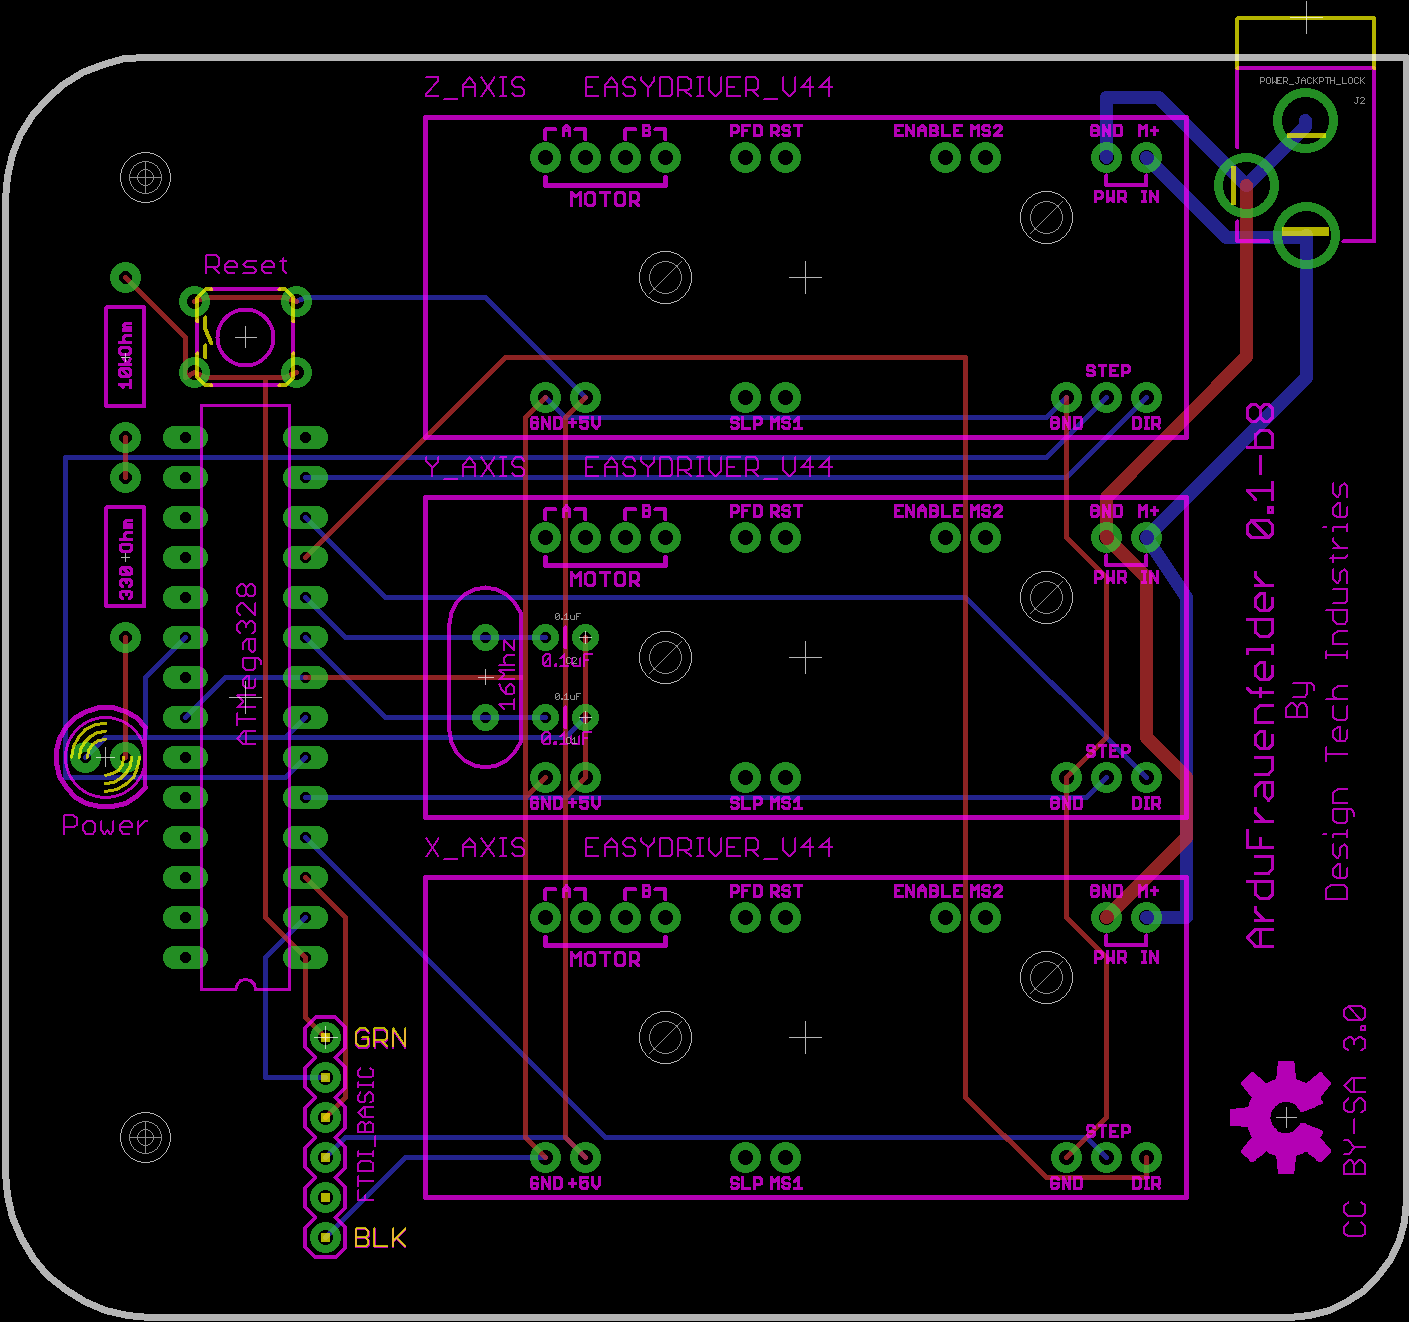 POWER_JACKPTH_LOCK
J2
Z_AXIS EASYDRIVER_V44
A B PFD RST ENABLE MS2 GND M+
MOTOR PWR IN
Reset
10kOhm
STEP
GND +5V SLP MS1 GND DIR
Y_AXIS EASYDRIVER_V44
A B PFD RST ENABLE MS2 GND M+
MOTOR PWR IN
330 Ohm
ATMega328
16Mhz
0.1uF
0.1uF
C2
0.1uF
0.1uF
C1
STEP
GND +5V SLP MS1 GND DIR
Power
X_AXIS EASYDRIVER_V44
A B PFD RST ENABLE MS2 GND M+
MOTOR PWR IN
STEP
GND +5V SLP MS1 GND DIR
GRN
FTDI_BASIC
BLK
ArduFrauenfelder 0.1-b8
By
Design Tech Industries
CC BY-SA 3.0